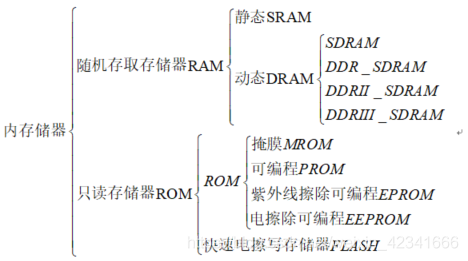 静态SRAM
随机存取存储器RAM
SDRAM
DDR_SDRAM
动态DRAM
DDRII_SDRAM
DDRIII_SDRAM
内存储器
掩膜MROM
可编程PROM
ROM
紫外线擦除可编程EPROM
只读存储器ROM
电擦除可编程EEPROM
快速电擦写存储器FLASH
42341666